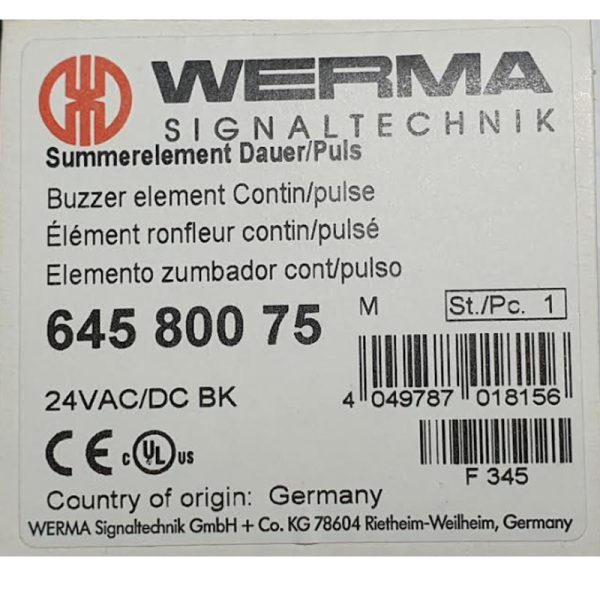 WERMA
SIGNALTECHNIK
Summerelement Dauer/Puls
Buzzer element Contin/pulse
Élément ronfleur contin/pulsé
Elemento zumbador cont/pulso
645 800 75 M St./Pc. 1
24VAC/DC BK
4 049787 018156
CE c UL us
F 345
Country of origin: Germany
WERMA Signaltechnik GmbH + Co. KG 78604 Rietheim-Weilheim, Germany